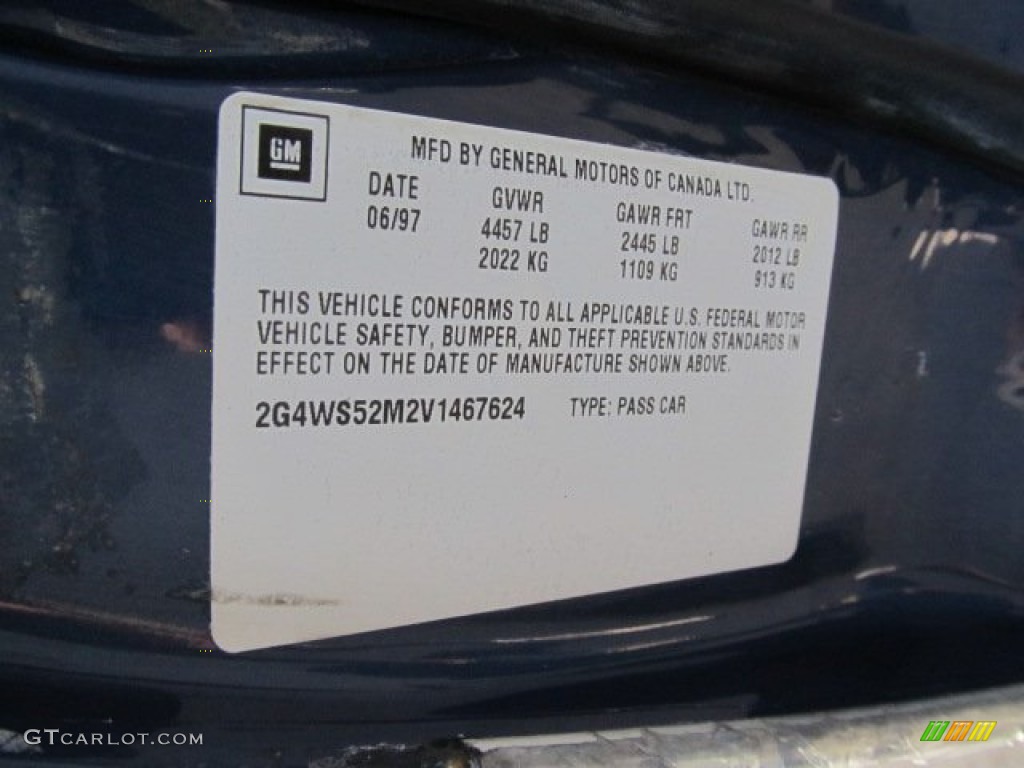 GM
MFD BY GENERAL MOTORS OF CANADA LTD.
DATE GVWR GAWR FRT GAWR RR
06/97 4457 LB 2445 LB 2012 LB
2022 KG 1109 KG 913 KG
THIS VEHICLE CONFORMS TO ALL APPLICABLE U.S. FEDERAL MOTOR
VEHICLE SAFETY, BUMPER, AND THEFT PREVENTION STANDARDS IN
EFFECT ON THE DATE OF MANUFACTURE SHOWN ABOVE.
2G4WS52M2V1467624 TYPE: PASS CAR
GTCARLOT.COM